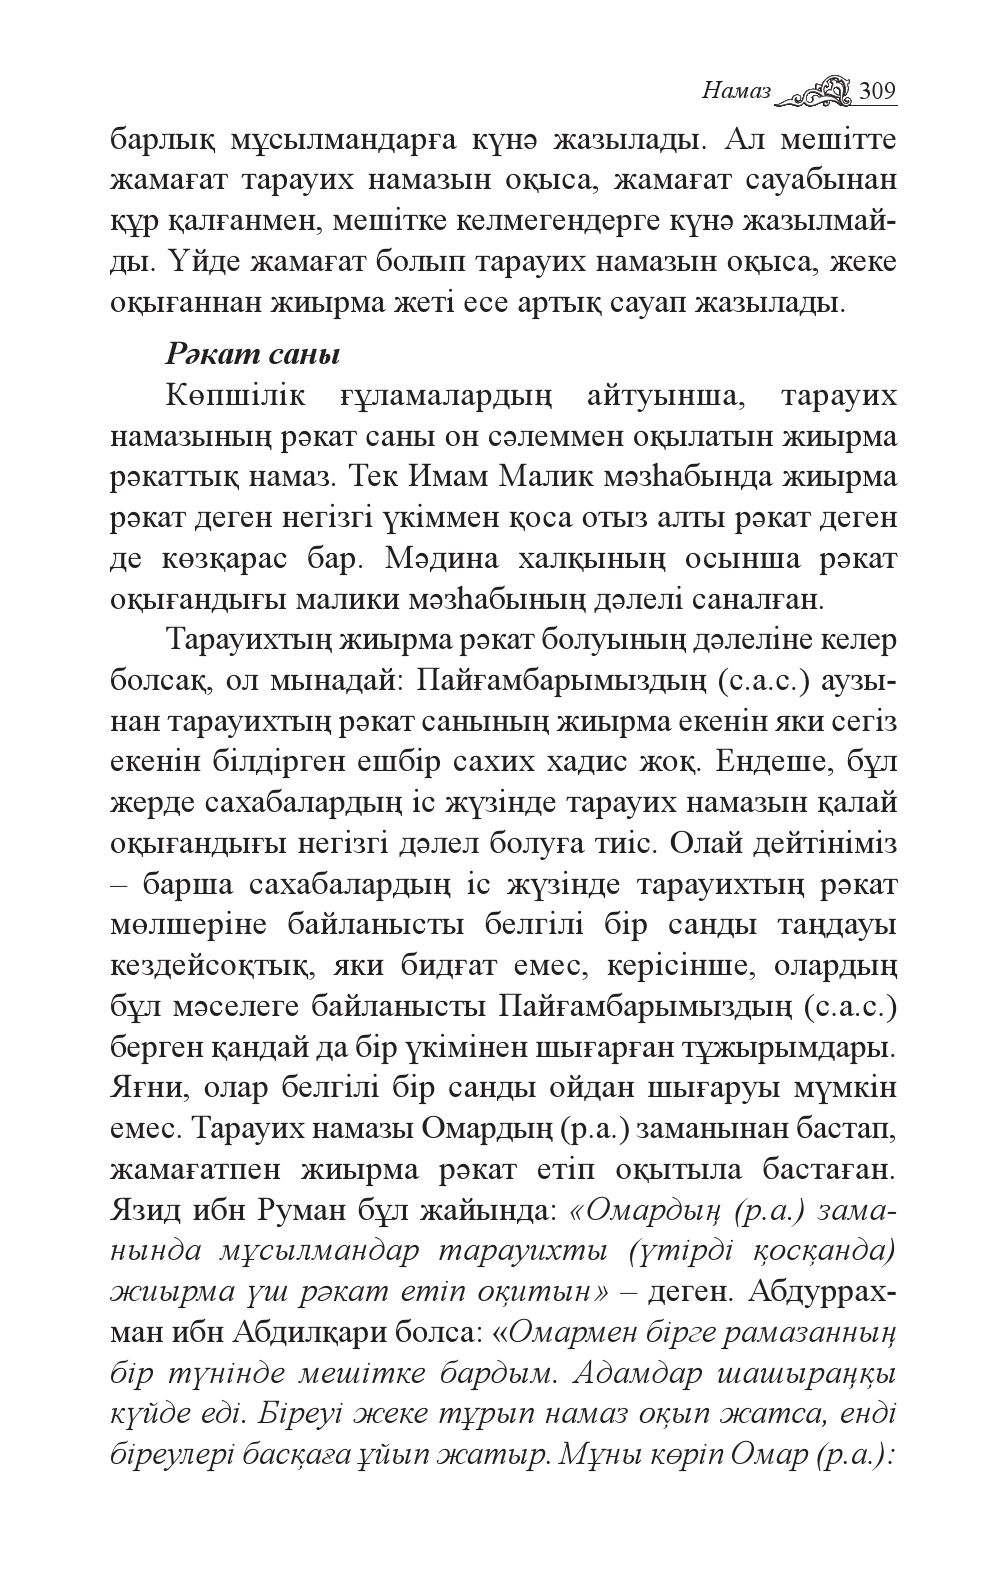 Намаз 309
барлық мұсылмандарға күнә жазылады. Ал мешітте
жамағат тарауих намазын оқыса, жамағат сауабынан
құр қалғанмен, мешітке келмегендерге күнә жазылмай-
ды. Үйде жамағат болып тарауих намазын оқыса, жеке
оқығаннан жиырма жеті есе артық сауап жазылады.
Рәкат саны
Көпшілік ғұламалардың айтуынша, тарауих
намазының рәкат саны он сәлеммен оқылатын жиырма
рәкаттық намаз. Тек Имам Малик мәзһабында жиырма
рәкат деген негізгі үкіммен қоса отыз алты рәкат деген
де көзқарас бар. Мәдина халқының осынша рәкат
оқығандығы малики мәзһабының дәлелі саналған.
Тарауихтың жиырма рәкат болуының дәлеліне келер
болсақ, ол мынадай: Пайғамбарымыздың (с.а.с.) аузы-
нан тарауихтың рәкат санының жиырма екенін яки сегіз
екенін білдірген ешбір сахих хадис жоқ. Ендеше, бұл
жерде сахабалардың іс жүзінде тарауих намазын қалай
оқығандығы негізгі дәлел болуға тиіс. Олай дейтініміз
– барша сахабалардың іс жүзінде тарауихтың рәкат
мөлшеріне байланысты белгілі бір санды таңдауы
кездейсоқтық, яки бидғат емес, керісінше, олардың
бұл мәселеге байланысты Пайғамбарымыздың (с.а.с.)
берген қандай да бір үкімінен шығарған тұжырымдары.
Яғни, олар белгілі бір санды ойдан шығаруы мүмкін
емес. Тарауих намазы Омардың (р.а.) заманынан бастап,
жамағатпен жиырма рәкат етіп оқытыла бастаған.
Язид ибн Руман бұл жайында: «Омардың (р.а.) зама-
нында мұсылмандар тарауихты (үтірді қосқанда)
жиырма үш рәкат етіп оқитын» – деген. Абдуррах-
ман ибн Абдилқари болса: «Омармен бірге рамазанның
бір түнінде мешітке бардым. Адамдар шашыраңқы
күйде еді. Біреуі жеке тұрып намаз оқып жатса, енді
біреулері басқаға ұйып жатыр. Мұны көріп Омар (р.а.):